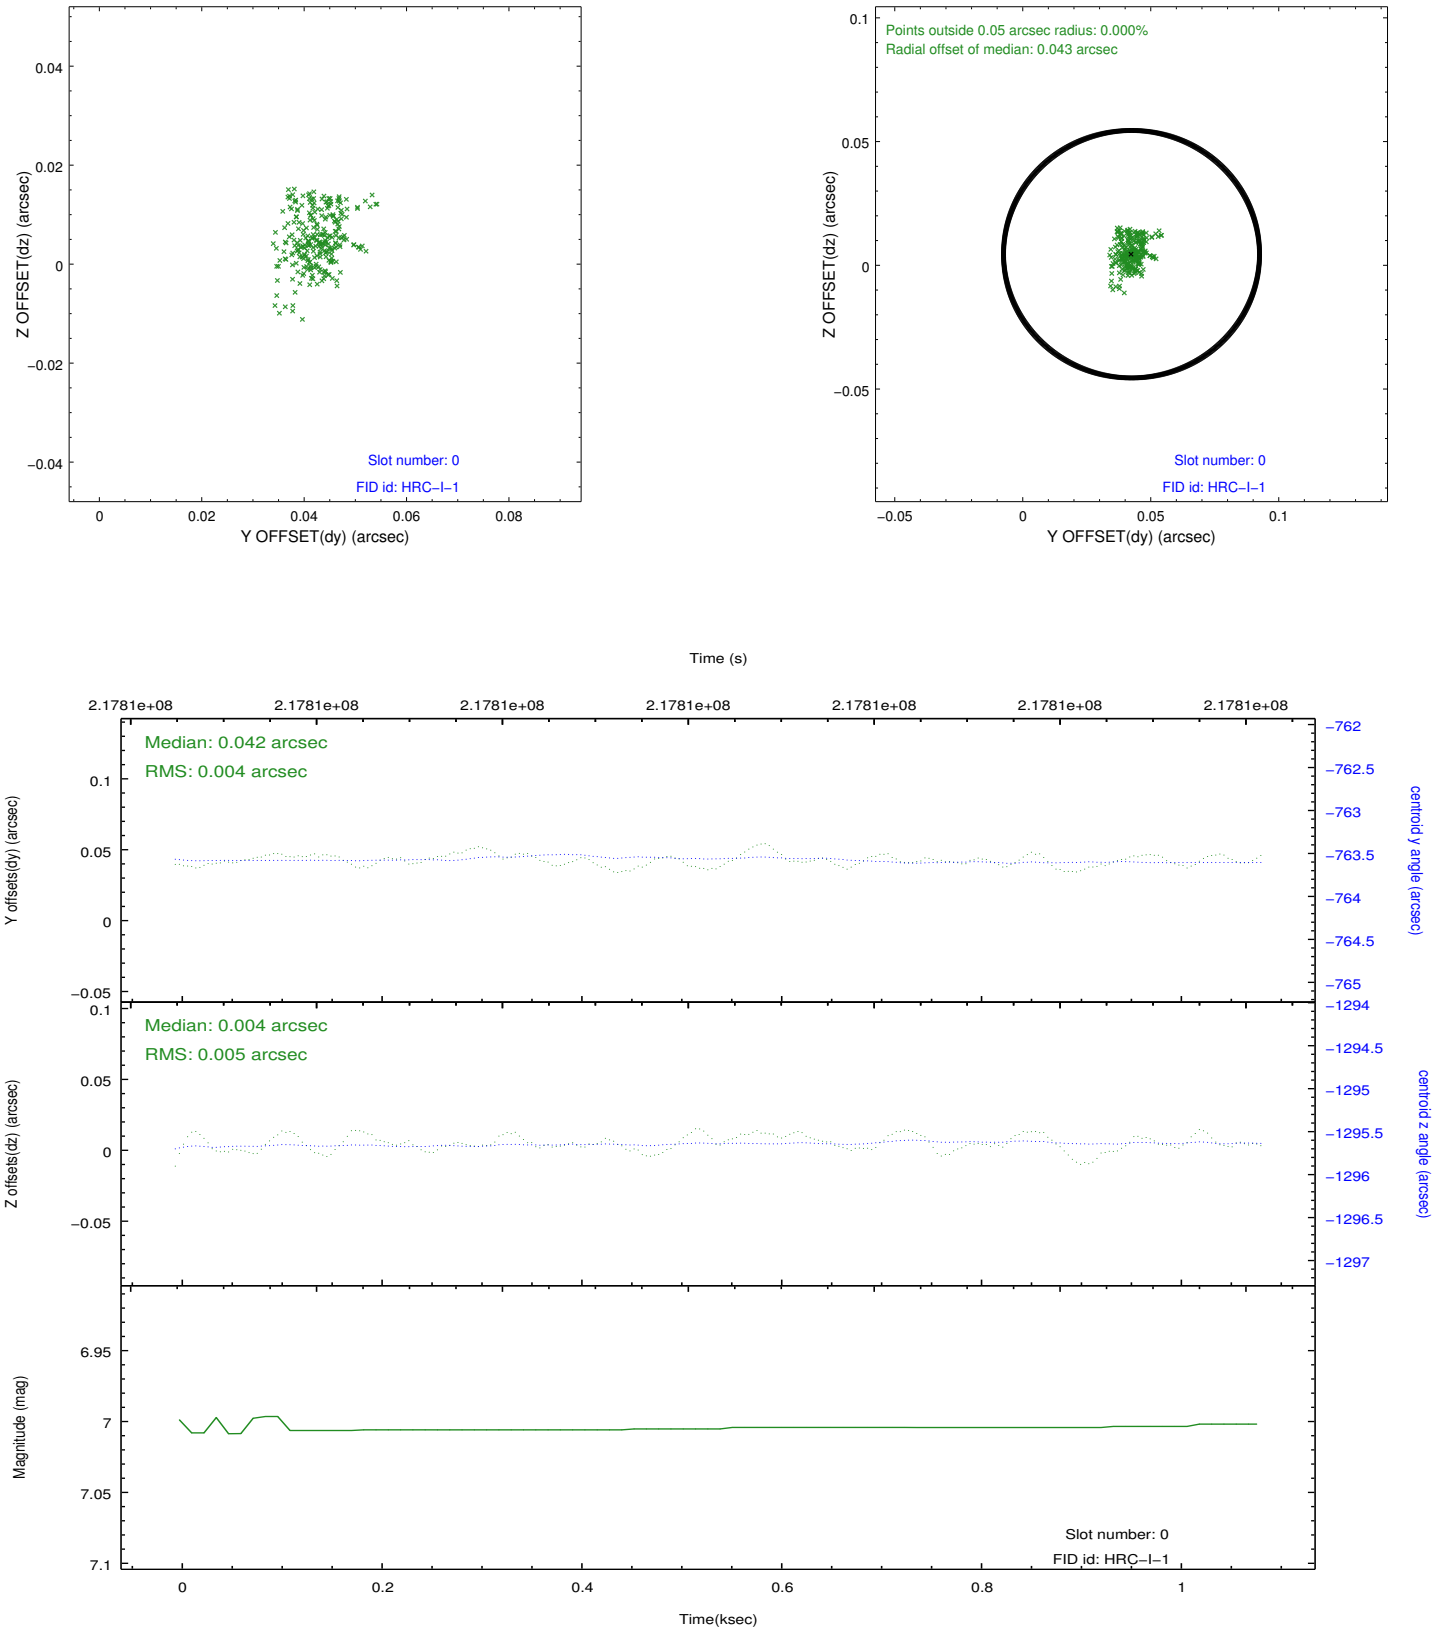 0.04
0.02
0
−0.02
−0.04
Z OFFSET(dz) (arcsec)
Slot number: 0
FID id: HRC−I−1
0
0.02
0.04
0.06
0.08
Y OFFSET(dy) (arcsec)
0.1
0.05
0
−0.05
Z OFFSET(dz) (arcsec)
Points outside 0.05 arcsec radius: 0.000%
Radial offset of median: 0.043 arcsec
Slot number: 0
FID id: HRC−I−1
−0.05
0
0.05
0.1
Y OFFSET(dy) (arcsec)
Time (s)
2.1781e+08
2.1781e+08
2.1781e+08
2.1781e+08
2.1781e+08
2.1781e+08
2.1781e+08
Median: 0.042 arcsec
RMS: 0.004 arcsec
0.1
0.05
0
−0.05
Y offsets(dy) (arcsec)
−762
−762.5
−763
−763.5
−764
−764.5
−765
centroid y angle (arcsec)
Median: 0.004 arcsec
RMS: 0.005 arcsec
0.1
0.05
0
−0.05
Z offsets(dz) (arcsec)
−1294
−1294.5
−1295
−1295.5
−1296
−1296.5
−1297
centroid z angle (arcsec)
6.95
7
7.05
7.1
Magnitude (mag)
Slot number: 0
FID id: HRC−I−1
0
0.2
0.4
0.6
0.8
1
Time(ksec)